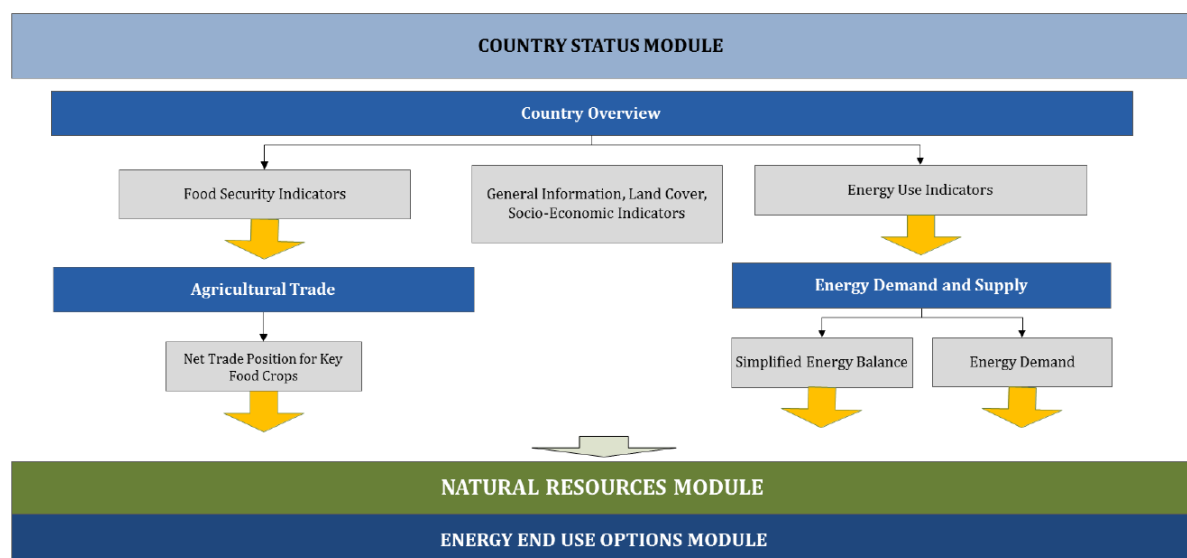 COUNTRY STATUS MODULE
Country Overview
Food Security Indicators
General Information, Land Cover,
Socio-Economic Indicators
Energy Use Indicators
Agricultural Trade
Energy Demand and Supply
Net Trade Position for Key
Food Crops
Simplified Energy Balance
Energy Demand
NATURAL RESOURCES MODULE
ENERGY END USE OPTIONS MODULE